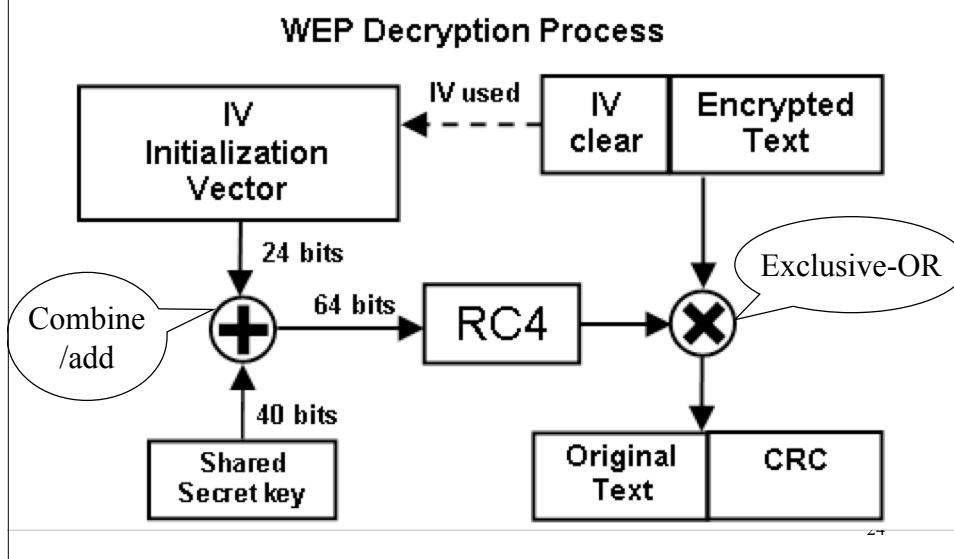 WEP Decryption Process
IV
Initialization
Vector
IV used
IV
clear
Encrypted
Text
24 bits
Exclusive-OR
Combine
/add
64 bits
RC4
40 bits
Shared
Secret key
Original
Text
CRC